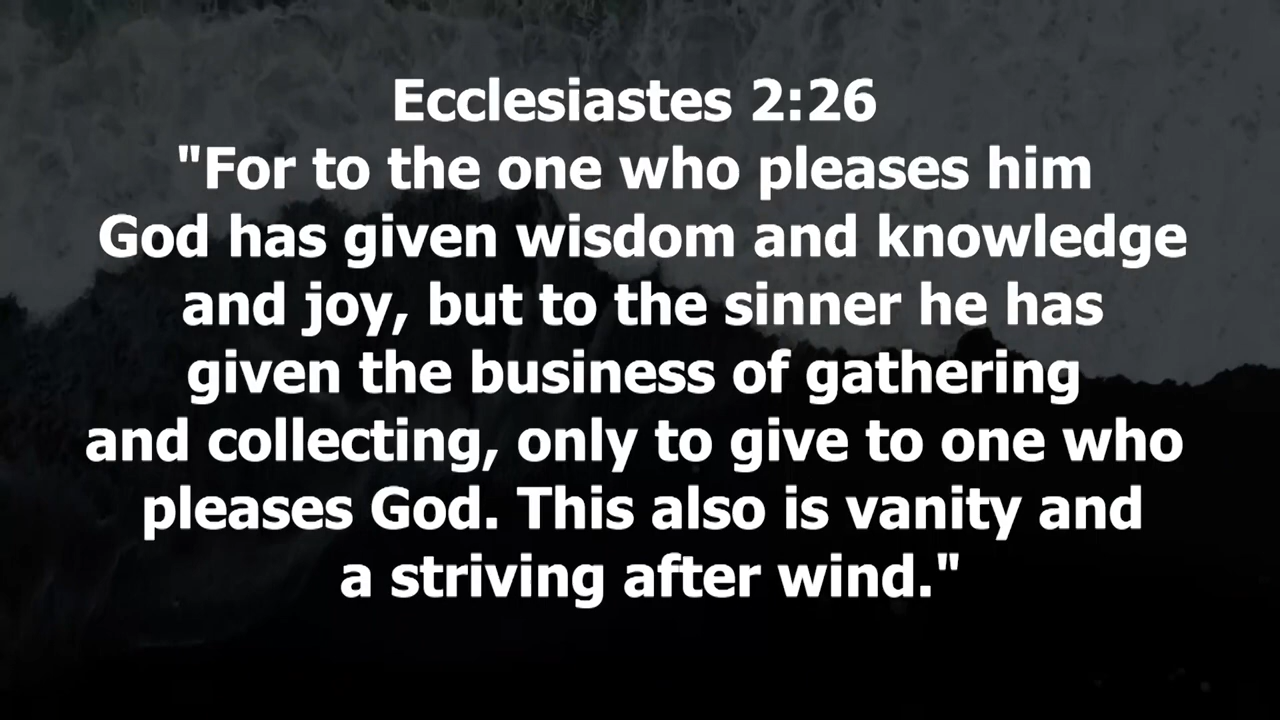 Ecclesiastes 2:26
"For to the one who pleases him
God has given wisdom and knowledge
and joy, but to the sinner he has
given the business of gathering
and collecting, only to give to one who
pleases God. This also is vanity and
a striving after wind."